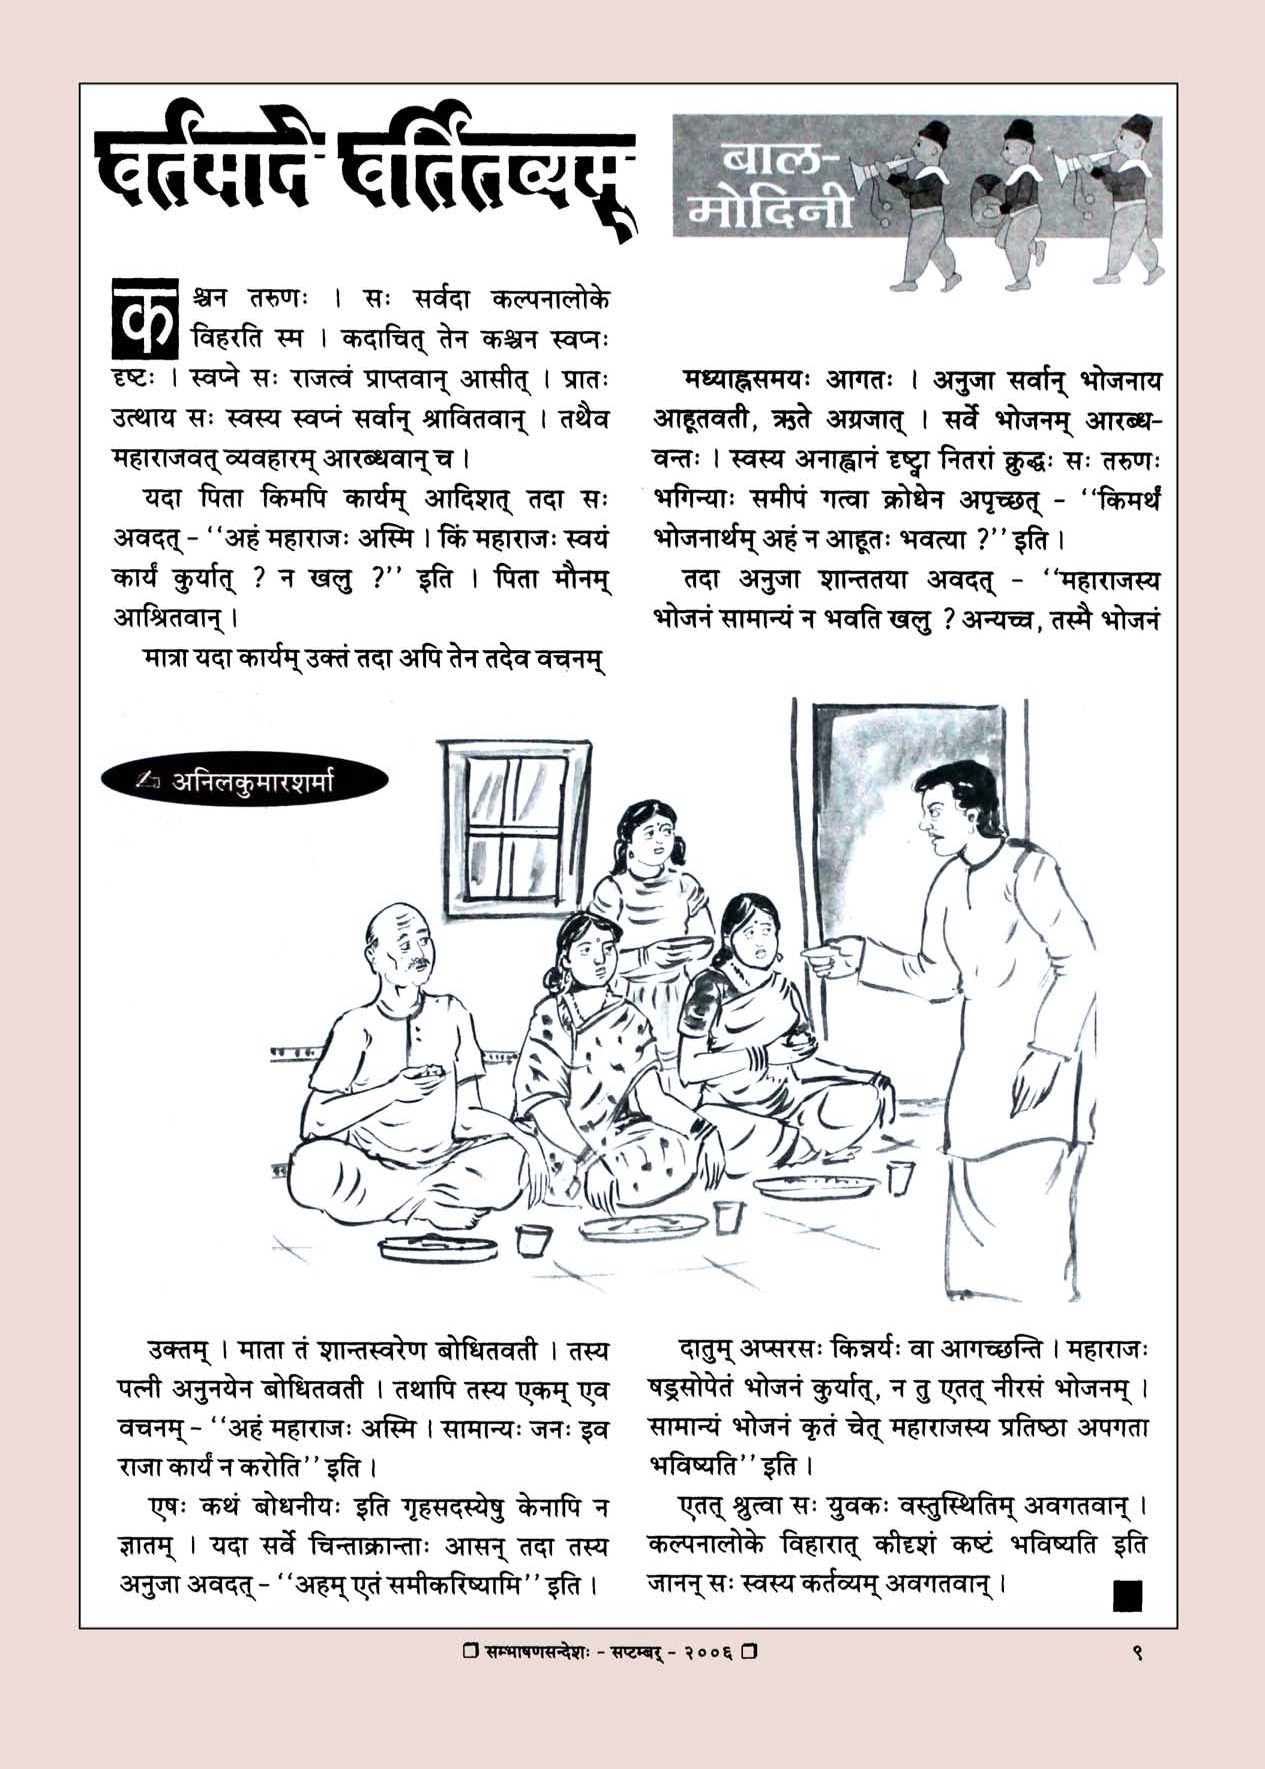 वर्तमाने वर्तितव्यम्
बाल-
मोदिनी
कश्चन तरुणः । सः सर्वदा कल्पनालोके
विहरति स्म । कदाचित् तेन कश्चन स्वप्नः
दृष्टः । स्वप्ने सः राजत्वं प्राप्तवान् आसीत् । प्रातः
उत्थाय सः स्वस्य स्वप्नं सर्वान् श्रावितवान् । तथैव
महाराजवत् व्यवहारम् आरब्धवान् च ।
यदा पिता किमपि कार्यम् आदिशत् तदा सः
अवदत् – ‘‘अहं महाराजः अस्मि । किं महाराजः स्वयं
कार्यं कुर्यात् ? न खलु ?’’ इति । पिता मौनम्
आश्रितवान् ।
मात्रा यदा कार्यम् उक्तं तदा अपि तेन तदेव वचनम्
अनिलकुमारशर्मा
उक्तम् । माता तं शान्तस्वरेण बोधितवती । तस्य
पत्नी अनुनयेन बोधितवती । तथापि तस्य एकम् एव
वचनम् – ‘‘अहं महाराजः अस्मि । सामान्यः जनः इव
राजा कार्यं न करोति’’ इति ।
एषः कथं बोधनीयः इति गृहसदस्येषु केनापि न
ज्ञातम् । यदा सर्वे चिन्ताक्रान्ताः आसन् तदा तस्य
अनुजा अवदत् – ‘‘अहम् एतं समीकरिष्यामि’’ इति ।
मध्याह्नसमयः आगतः । अनुजा सर्वान् भोजनाय
आहूतवती, ऋते अग्रजात् । सर्वे भोजनम् आरब्ध-
वन्तः । स्वस्य अनाह्वानं दृष्ट्वा नितरां क्रुद्धः सः तरुणः
भगिन्याः समीपं गत्वा क्रोधेन अपृच्छत् – ‘‘किमर्थं
भोजनार्थम् अहं न आहूतः भवत्या ?’’ इति ।
तदा अनुजा शान्ततया अवदत् – ‘‘महाराजस्य
भोजनं सामान्यं न भवति खलु ? अन्यच्च, तस्मै भोजनं
दातुम् अप्सरसः किन्नर्यः वा आगच्छन्ति । महाराजः
षड्रसोपेतं भोजनं कुर्यात्, न तु एतत् नीरसं भोजनम् ।
सामान्यं भोजनं कृतं चेत् महाराजस्य प्रतिष्ठा अपगता
भविष्यति’’ इति ।
एतत् श्रुत्वा सः युवकः वस्तुस्थितिम् अवगतवान् ।
कल्पनालोके विहारात् कीदृशं कष्टं भविष्यति इति
जानन् सः स्वस्य कर्तव्यम् अवगतवान् ।
सम्भाषणसन्देशः – सप्टम्बर् – २००६
९